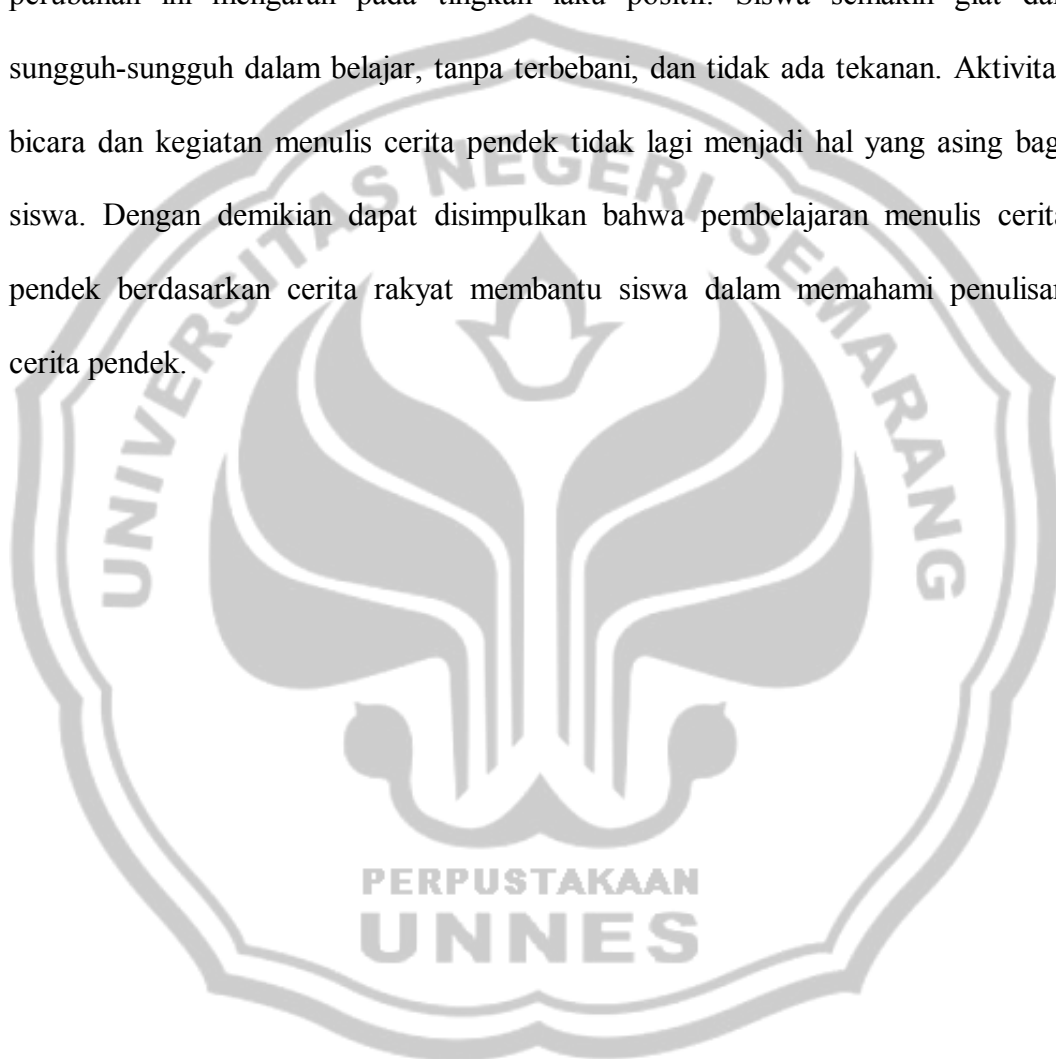 perubahan ini mengarah pada tingkah laku positif. Siswa semakin giat dan
sungguh-sungguh dalam belajar, tanpa terbebani, dan tidak ada tekanan. Aktivita
bicara dan kegiatan menulis cerita pendek tidak lagi menjadi hal yang asing bag
siswa. Dengan demikian dapat disimpulkan bahwa pembelajaran menulis cerita
pendek berdasarkan cerita rakyat membantu siswa dalam memahami penulisan
cerita pendek.
UNIVERSITAS NEGERI SEMARANG
PERPUSTAKAAN
UNNES